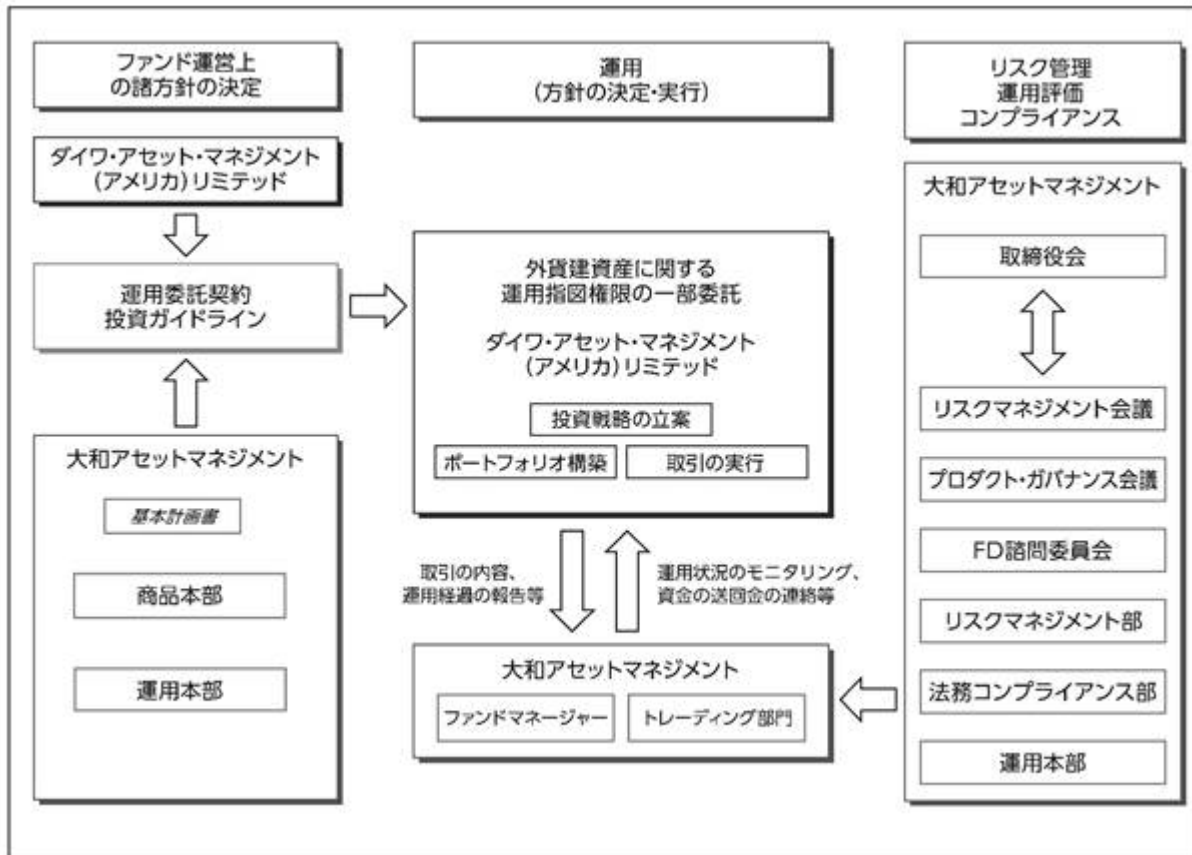 ファンド運営上
の諸方針の決定
ダイワ・アセット・マネジメント
(アメリカ)リミテッド
運用委託契約
投資ガイドライン
大和アセットマネジメント
基本計画書
商品本部
運用本部
運用
(方針の決定・実行)
外貨建資産に関する
運用指図権限の一部委託
ダイワ・アセット・マネジメント
(アメリカ)リミテッド
投資戦略の立案
ポートフォリオ構築
取引の実行
取引の内容、
運用経過の報告等
運用状況のモニタリング、
資金の送回金の連絡等
大和アセットマネジメント
ファンドマネージャー
トレーディング部門
リスク管理
運用評価
コンプライアンス
大和アセットマネジメント
取締役会
リスクマネジメント会議
プロダクト・ガバナンス会議
FD諮問委員会
リスクマネジメント部
法務コンプライアンス部
運用本部